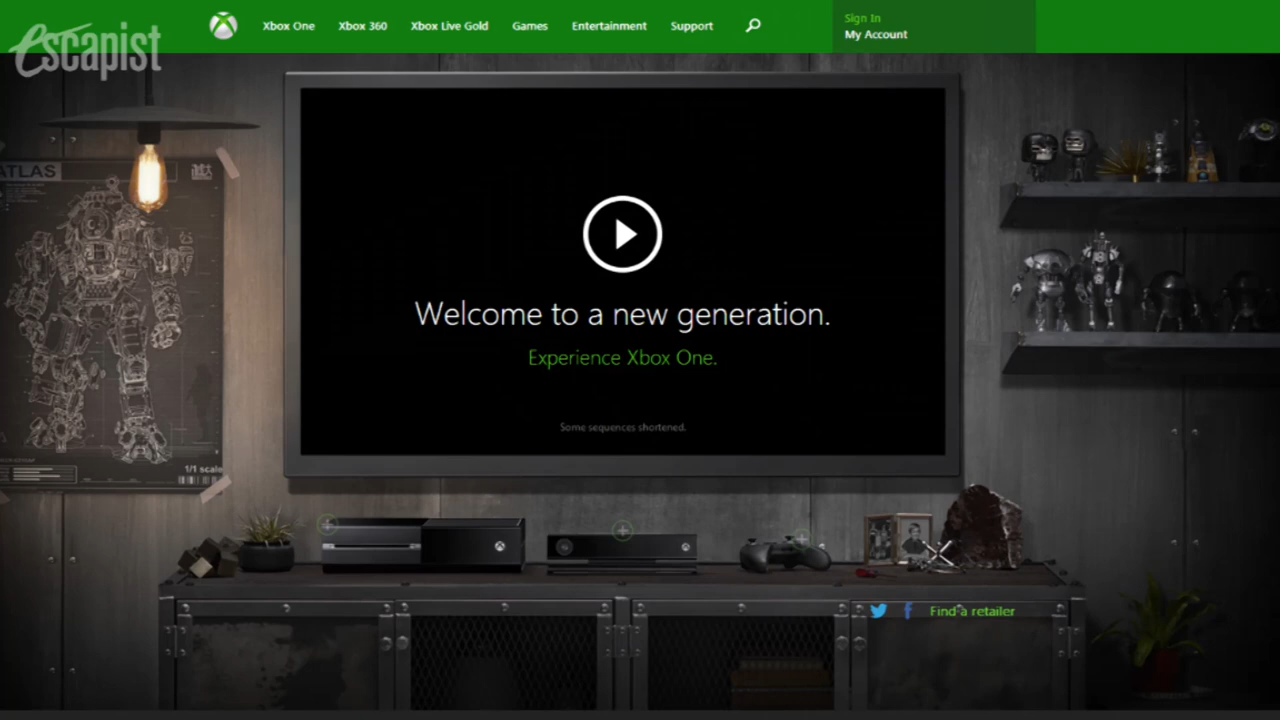 Xbox One Xbox 360 Xbox Live Gold Games Entertainment Support
Sign In
My Account
Escapist
ATLAS
Welcome to a new generation.
Experience Xbox One.
Some sequences shortened.
1/1 scale
Find a retailer